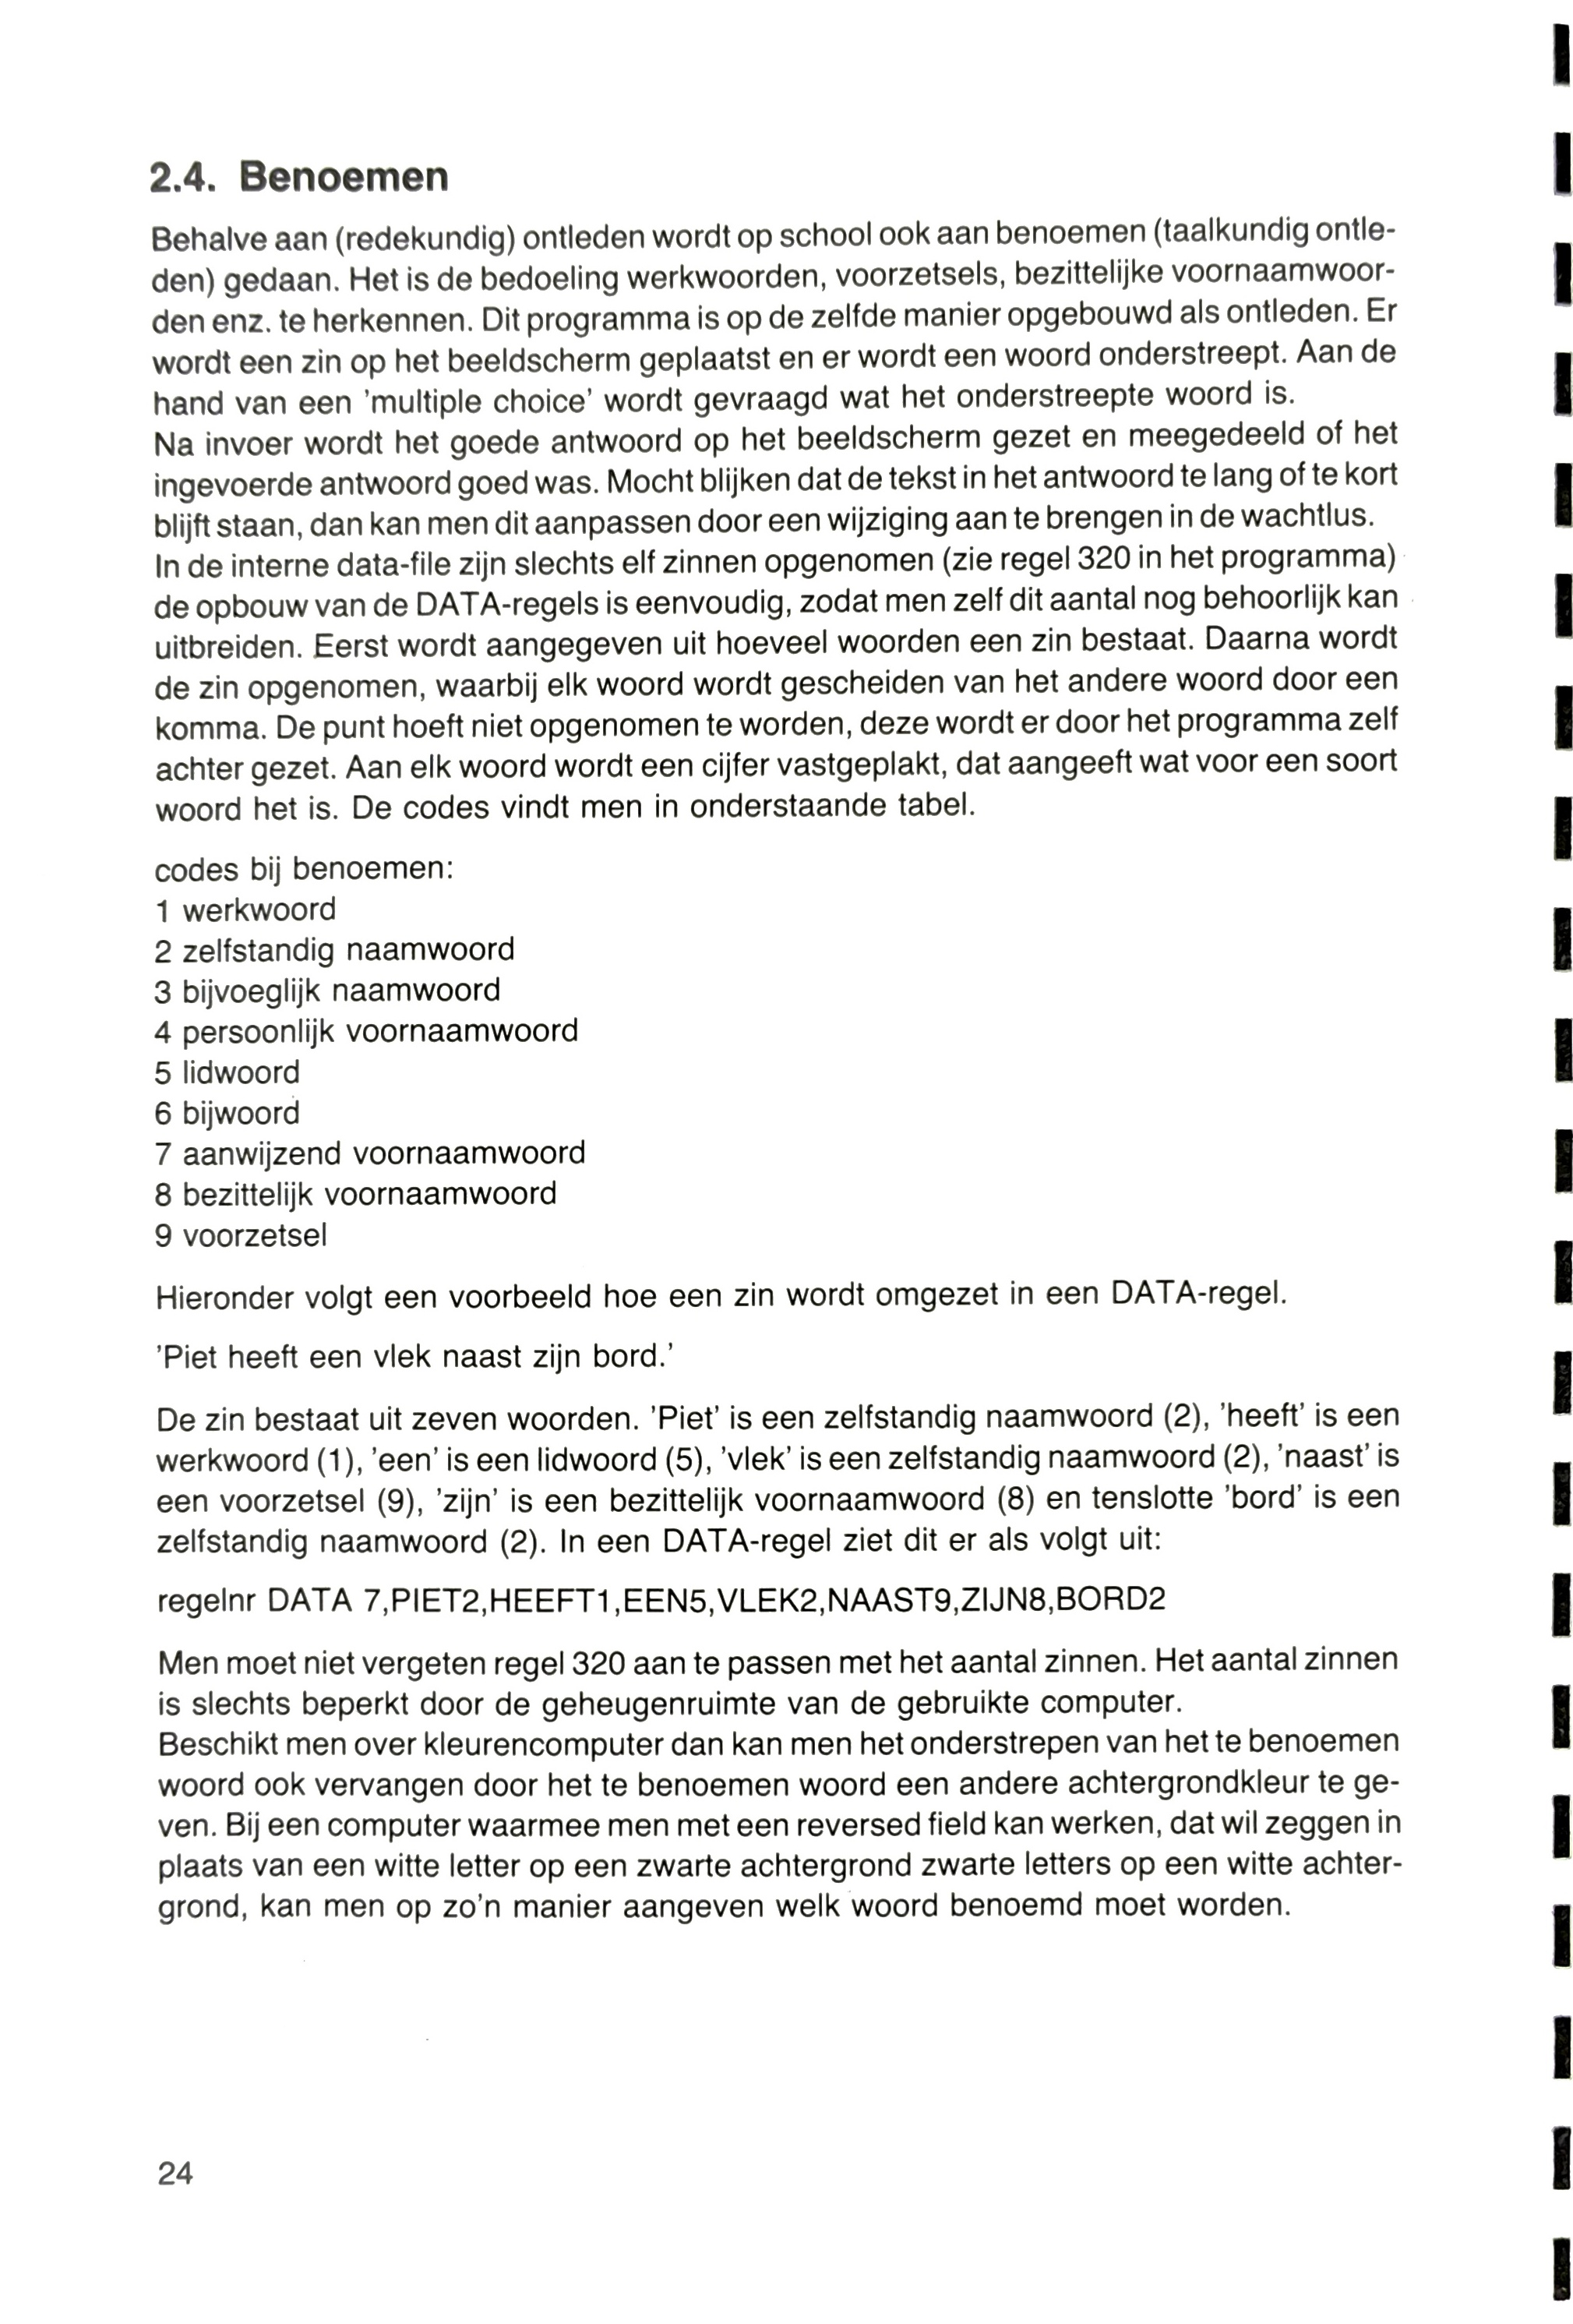 2.4. Benoemen
Behalve aan (redekundig) ontleden wordt op school ook aan benoemen (taalkundig ontle-
den) gedaan. Het is de bedoeling werkwoorden, voorzetsels, bezittelijke voornaamwoor-
den enz. te herkennen. Dit programma is op de zelfde manier opgebouwd als ontleden. Er
wordt een zin op het beeldscherm geplaatst en er wordt een woord onderstreept. Aan de
hand van een 'multiple choice' wordt gevraagd wat het onderstreepte woord is.
Na invoer wordt het goede antwoord op het beeldscherm gezet en meegedeeld of het
ingevoerde antwoord goed was. Mocht blijken dat de tekst in het antwoord te lang of te kort
blijft staan, dan kan men dit aanpassen door een wijziging aan te brengen in de wachtlus.
In de interne data-file zijn slechts elf zinnen opgenomen (zie regel 320 in het programma)
de opbouw van de DATA-regels is eenvoudig, zodat men zelf dit aantal nog behoorlijk kan
uitbreiden. Eerst wordt aangegeven uit hoeveel woorden een zin bestaat. Daarna wordt
de zin opgenomen, waarbij elk woord wordt gescheiden van het andere woord door een
komma. De punt hoeft niet opgenomen te worden, deze wordt er door het programma zelf
achter gezet. Aan elk woord wordt een cijfer vastgeplakt, dat aangeeft wat voor een soort
woord het is. De codes vindt men in onderstaande tabel.
codes bij benoemen:
1 werkwoord
2 zelfstandig naamwoord
3 bijvoeglijk naamwoord
4 persoonlijk voornaamwoord
5 lidwoord
6 bijwoord
7 aanwijzend voornaamwoord
8 bezittelijk voornaamwoord
9 voorzetsel
Hieronder volgt een voorbeeld hoe een zin wordt omgezet in een DATA-regel.
'Piet heeft een vlek naast zijn bord.'
De zin bestaat uit zeven woorden. 'Piet' is een zelfstandig naamwoord (2), 'heeft' is een
werkwoord (1), 'een' is een lidwoord (5), 'vlek' is een zelfstandig naamwoord (2), 'naast' is
een voorzetsel (9), 'zijn' is een bezittelijk voornaamwoord (8) en tenslotte 'bord' is een
zelfstandig naamwoord (2). In een DATA-regel ziet dit er als volgt uit:
regelnr DATA 7,PIET2,HEEFT1,EEN5,VLEK2,NAAST9,ZIJN8,BORD2
Men moet niet vergeten regel 320 aan te passen met het aantal zinnen. Het aantal zinnen
is slechts beperkt door de geheugenruimte van de gebruikte computer.
Beschikt men over kleurencomputer dan kan men het onderstrepen van het te benoemen
woord ook vervangen door het te benoemen woord een andere achtergrondkleur te ge-
ven. Bij een computer waarmee men met een reversed field kan werken, dat wil zeggen in
plaats van een witte letter op een zwarte achtergrond zwarte letters op een witte achter-
grond, kan men op zo'n manier aangeven welk woord benoemd moet worden.
24